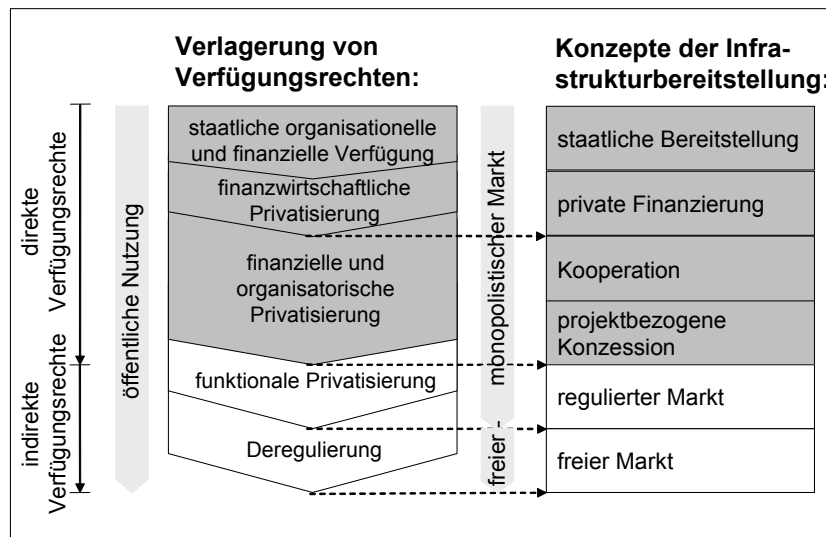 Verlagerung von
Verfügungsrechten:
Konzepte der Infra-
strukturbereitstellung:
direkte
Verfügungsrechte
indirekte
Verfügungsrechte
öffentliche Nutzung
staatliche organisationelle
und finanzielle Verfügung
finanzwirtschaftliche
Privatisierung
finanzielle und
organisatorische
Privatisierung
funktionale Privatisierung
Deregulierung
monopolistischer Markt
freier -
staatliche Bereitstellung
private Finanzierung
Kooperation
projektbezogene
Konzession
regulierter Markt
freier Markt